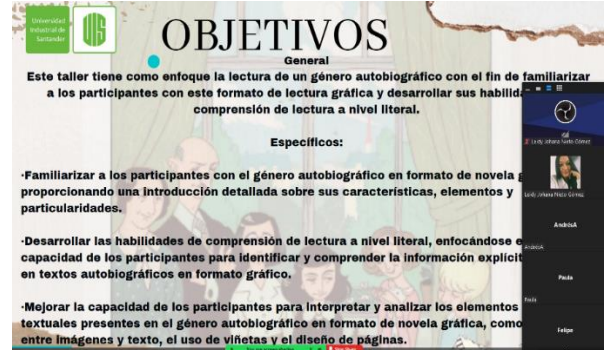 Universidad
Industrial de
Santander
UIS
OBJETIVOS
General
Este taller tiene como enfoque la lectura de un género autobiográfico con el fin de familiarizar
a los participantes con este formato de lectura gráfica y desarrollar sus
comprensión de lectura a nivel literal.
Específicos:
·Familiarizar a los participantes con el género autobiográfico en formato de novela
proporcionando una introducción detallada sobre sus características, elementos y
particularidades.
·Desarrollar las habilidades de comprensión de lectura a nivel literal, enfocándose
capacidad de los participantes para identificar y comprender la información
en textos autobiográficos en formato gráfico.
·Mejorar la capacidad de los participantes para interpretar y analizar los elementos
textuales presentes en el género autobiográfico en formato de novela gráfica, como
entre imágenes y texto, el uso de viñetas y el diseño de páginas.
Leidy Johana Nieto Gómez
Leidy Johana Nieto Gómez
AndrésA
AndrésA
Paula
Paula
Felipe